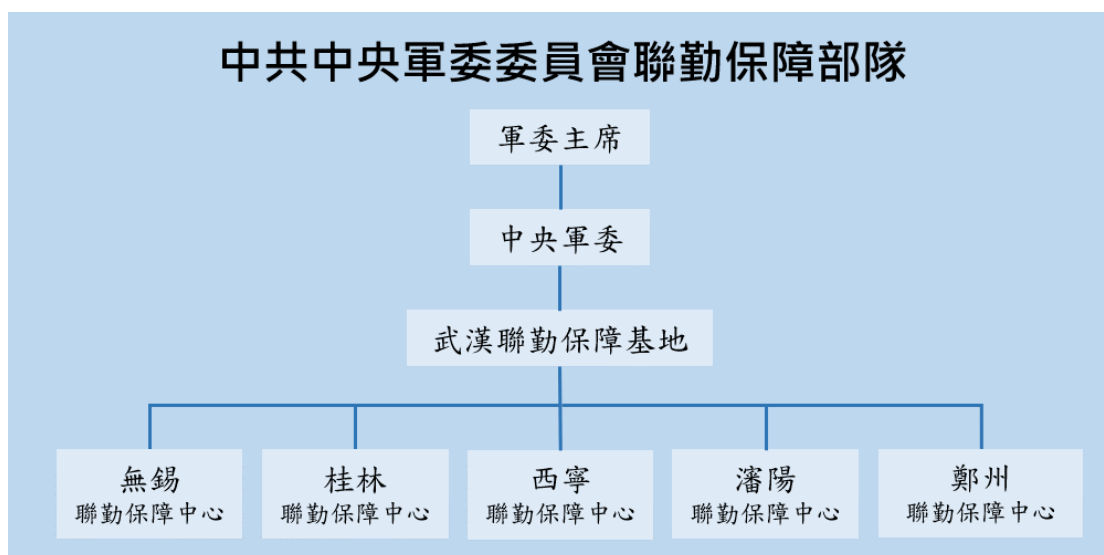 中共中央軍委委員會聯勤保障部隊
軍委主席
中央軍委
武漢聯勤保障基地
無錫
聯勤保障中心
桂林
聯勤保障中心
西寧
聯勤保障中心
瀋陽
聯勤保障中心
鄭州
聯勤保障中心